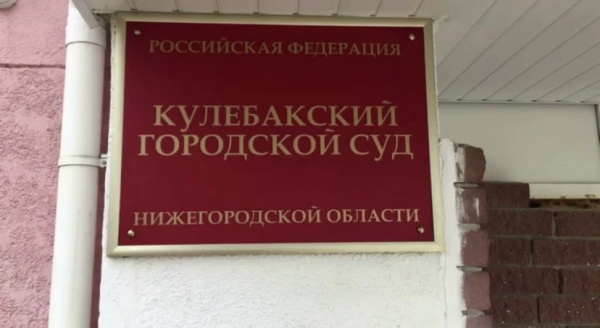 РОССИЙСКАЯ ФЕДЕРАЦИЯ
КУЛЕБАКСКИЙ
ГОРОДСКОЙ СУД
НИЖЕГОРОДСКОЙ ОБЛАСТИ